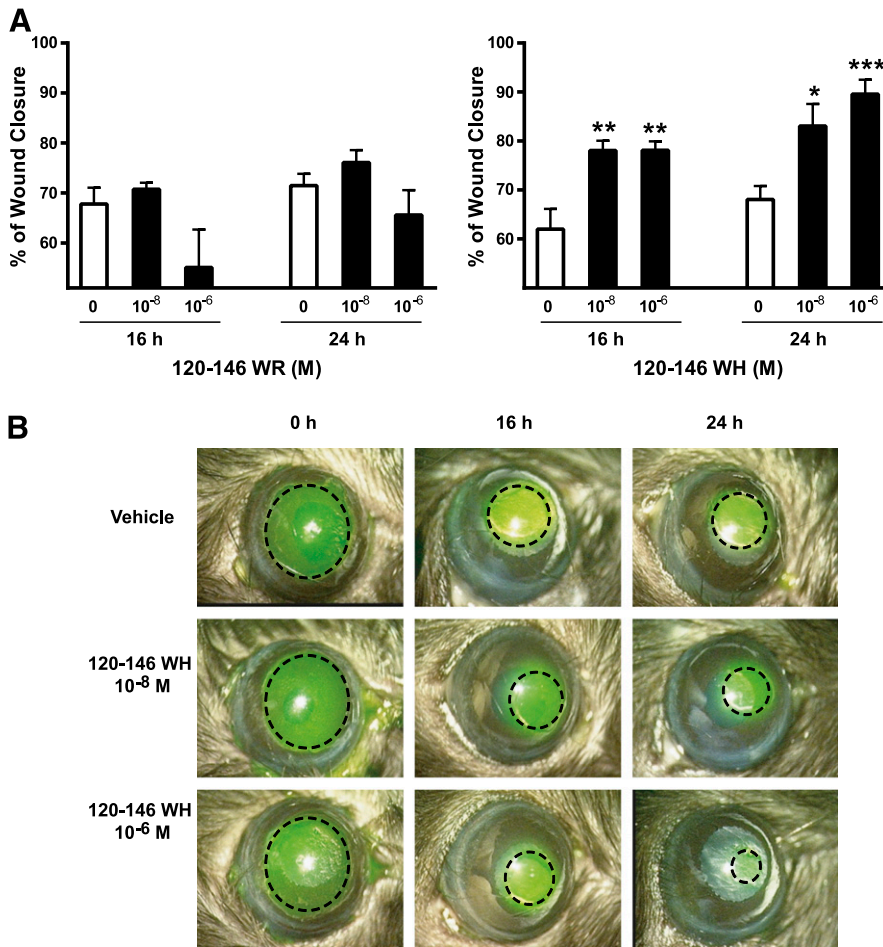 A
% of Wound Closure
100
90
80
70
60
0 10⁻⁸ 10⁻⁶ 0 10⁻⁸ 10⁻⁶
16 h 24 h
120-146 WR (M)
% of Wound Closure
100
90
80
70
60
** ** * ***
0 10⁻⁸ 10⁻⁶ 0 10⁻⁸ 10⁻⁶
16 h 24 h
120-146 WH (M)
B
0 h 16 h 24 h
Vehicle
120-146 WH
10⁻⁸ M
120-146 WH
10⁻⁶ M